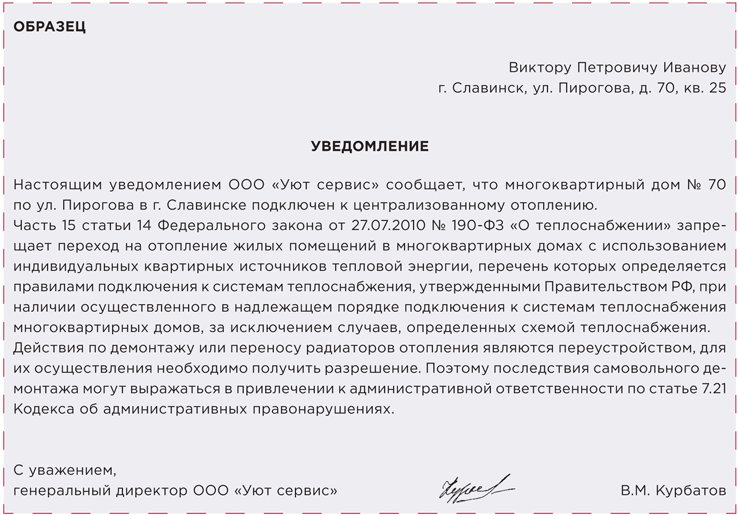 ОБРАЗЕЦ
Виктору Петровичу Иванову
г. Славинск, ул. Пирогова, д. 70, кв. 25
УВЕДОМЛЕНИЕ
Настоящим уведомлением ООО «Уют сервис» сообщает, что многоквартирный дом № 70
по ул. Пирогова в г. Славинске подключен к централизованному отоплению.
Часть 15 статьи 14 Федерального закона от 27.07.2010 № 190-ФЗ «О теплоснабжении» запре-
щает переход на отопление жилых помещений в многоквартирных домах с использованием
индивидуальных квартирных источников тепловой энергии, перечень которых определяется
правилами подключения к системам теплоснабжения, утвержденными Правительством РФ, при
наличии осуществленного в надлежащем порядке подключения к системам теплоснабжения
многоквартирных домов, за исключением случаев, определенных схемой теплоснабжения.
Действия по демонтажу или переносу радиаторов отопления являются переустройством, для
их осуществления необходимо получить разрешение. Поэтому последствия самовольного де-
монтажа могут выражаться в привлечении к административной ответственности по статье 7.21
Кодекса об административных правонарушениях.
С уважением,
генеральный директор ООО «Уют сервис» В.М. Курбатов